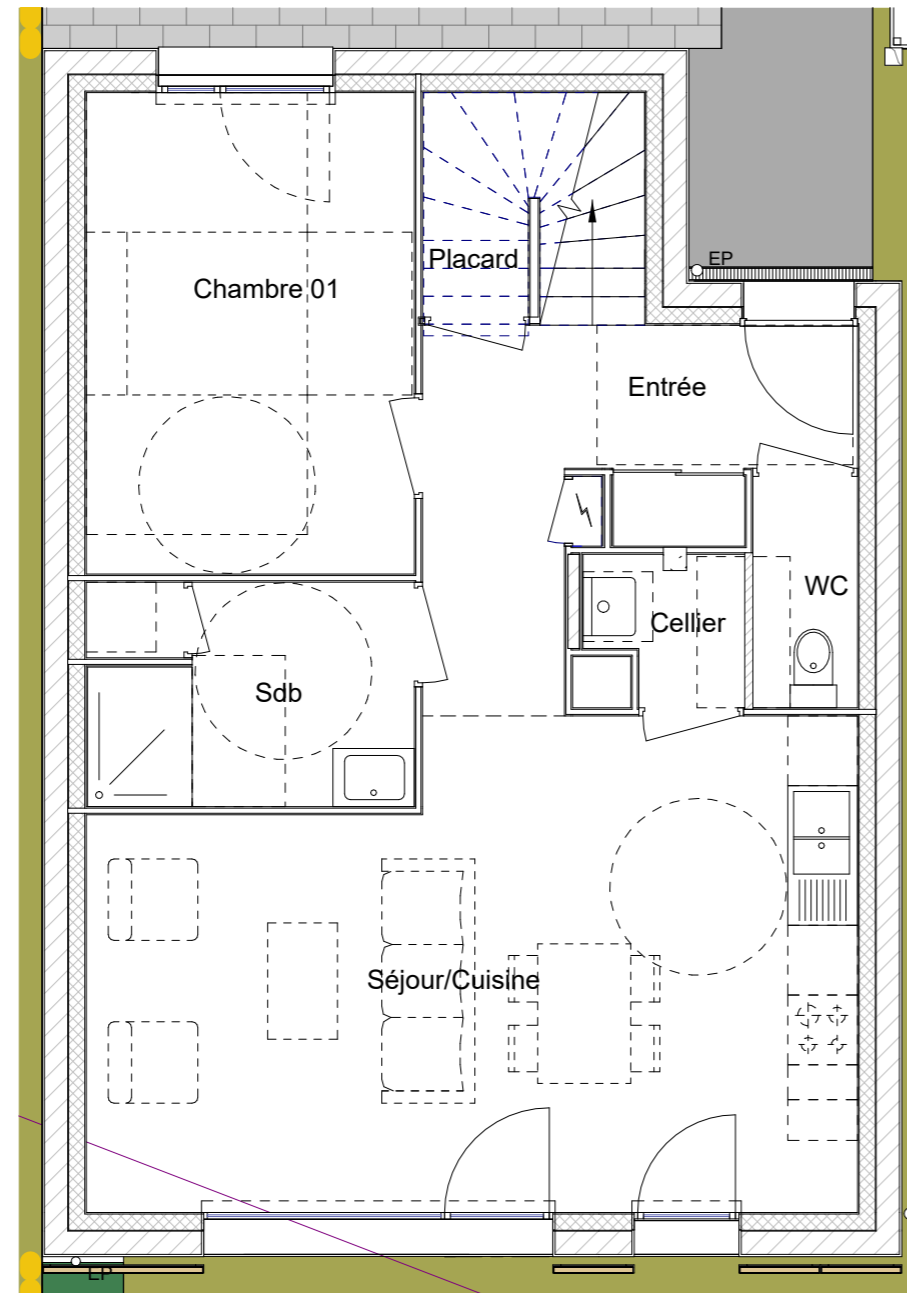 EP
Placard
Chambre 01
Entrée
WC
Cellier
Sdb
Séjour/Cuisine
EP